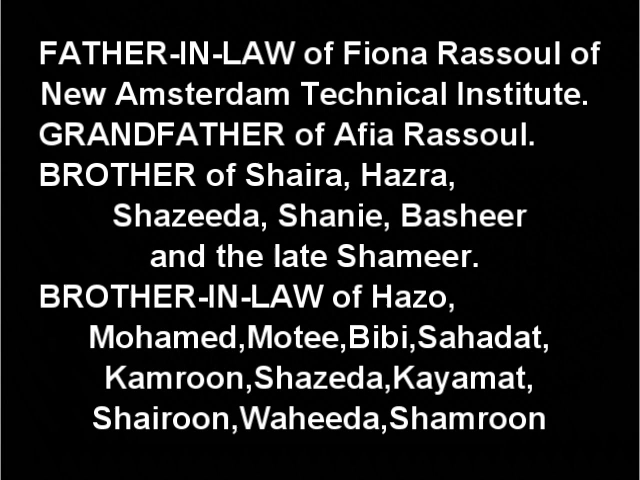 FATHER-IN-LAW of Fiona Rassoul of
New Amsterdam Technical Institute.
GRANDFATHER of Afia Rassoul.
BROTHER of Shaira, Hazra,
Shazeeda, Shanie, Basheer
and the late Shameer.
BROTHER-IN-LAW of Hazo,
Mohamed,Motee,Bibi,Sahadat,
Kamroon,Shazeda,Kayamat,
Shairoon,Waheeda,Shamroon